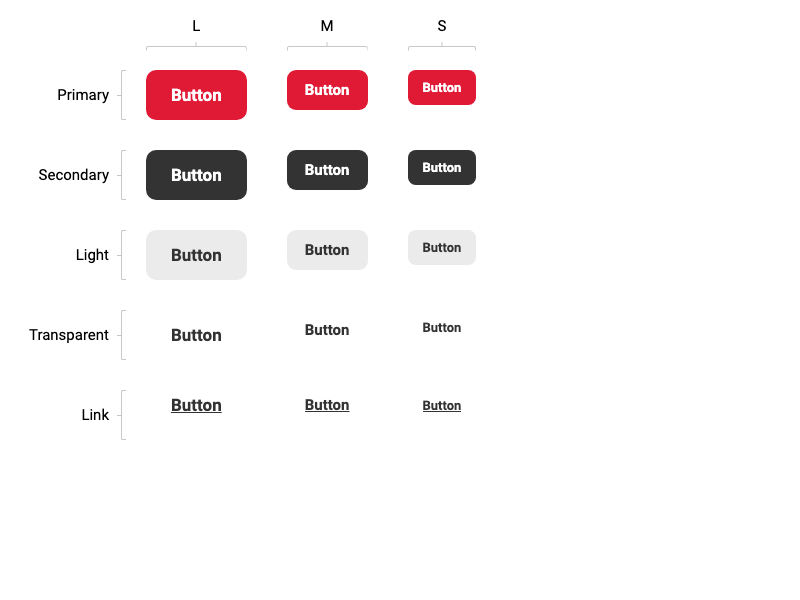 L M S
Primary Button Button Button
Secondary Button Button Button
Light Button Button Button
Transparent Button Button Button
Link Button Button Button